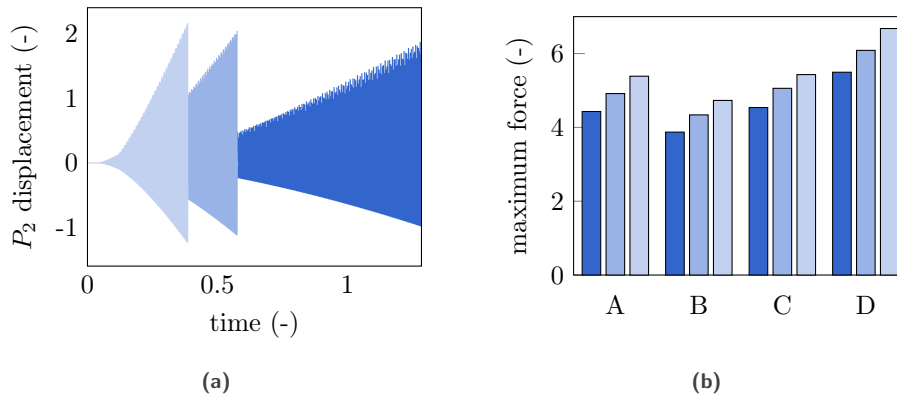 P₂ displacement (-)
2
1
0
-1
0
0.5
1
time (-)
(a)
maximum force (-)
6
4
2
0
A
B
C
D
(b)